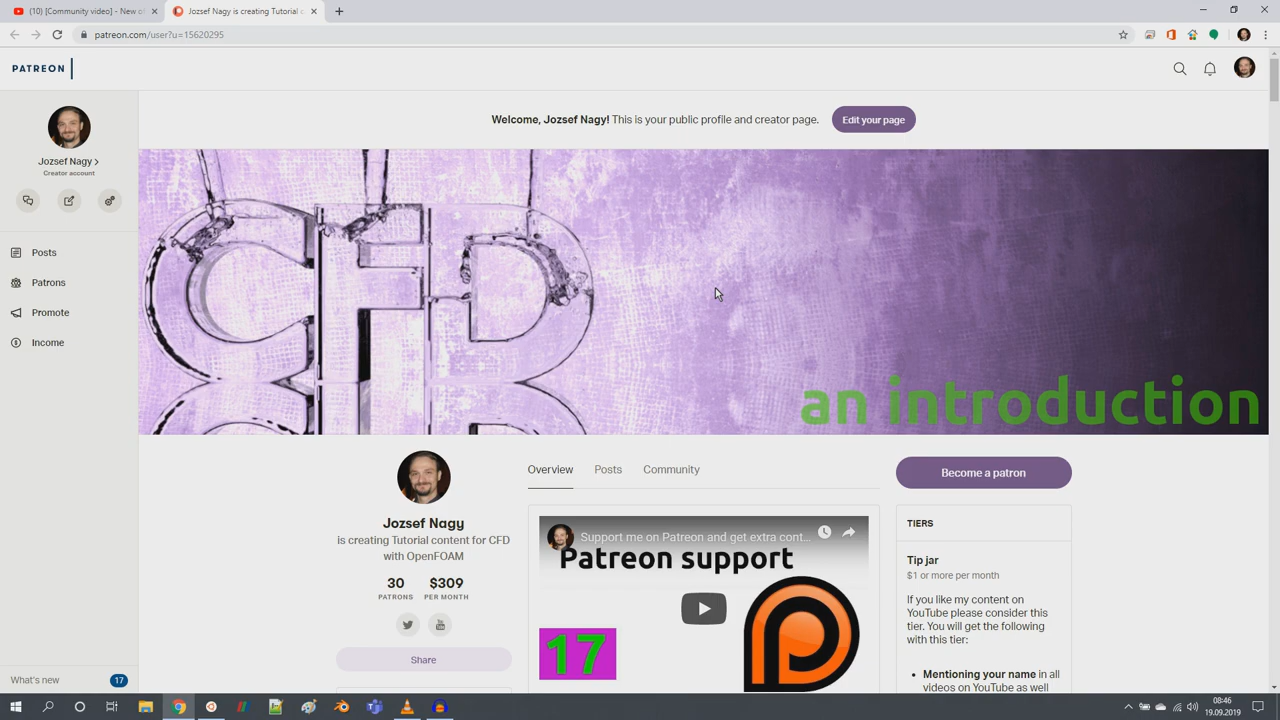 (10) [Community video] - New o
Jozsef Nagy is creating Tutorial c
patreon.com/user?u=15620295
PATREON
Welcome, Jozsef Nagy! This is your public profile and creator page.
Edit your page
Jozsef Nagy
Creator account
Posts
Patrons
Promote
Income
What's new
17
CFD
an introduction
Jozsef Nagy
is creating Tutorial content for CFD
with OpenFOAM
30
PATRONS
$309
PER MONTH
Share
Overview
Posts
Community
Support me on Patreon and get extra cont...
Patreon support
17
Become a patron
TIERS
Tip jar
$1 or more per month
If you like my content on
YouTube please consider this
tier. You will get the following
with this tier:
• Mentioning your name in all
videos on YouTube as well
08:46
19.09.2019